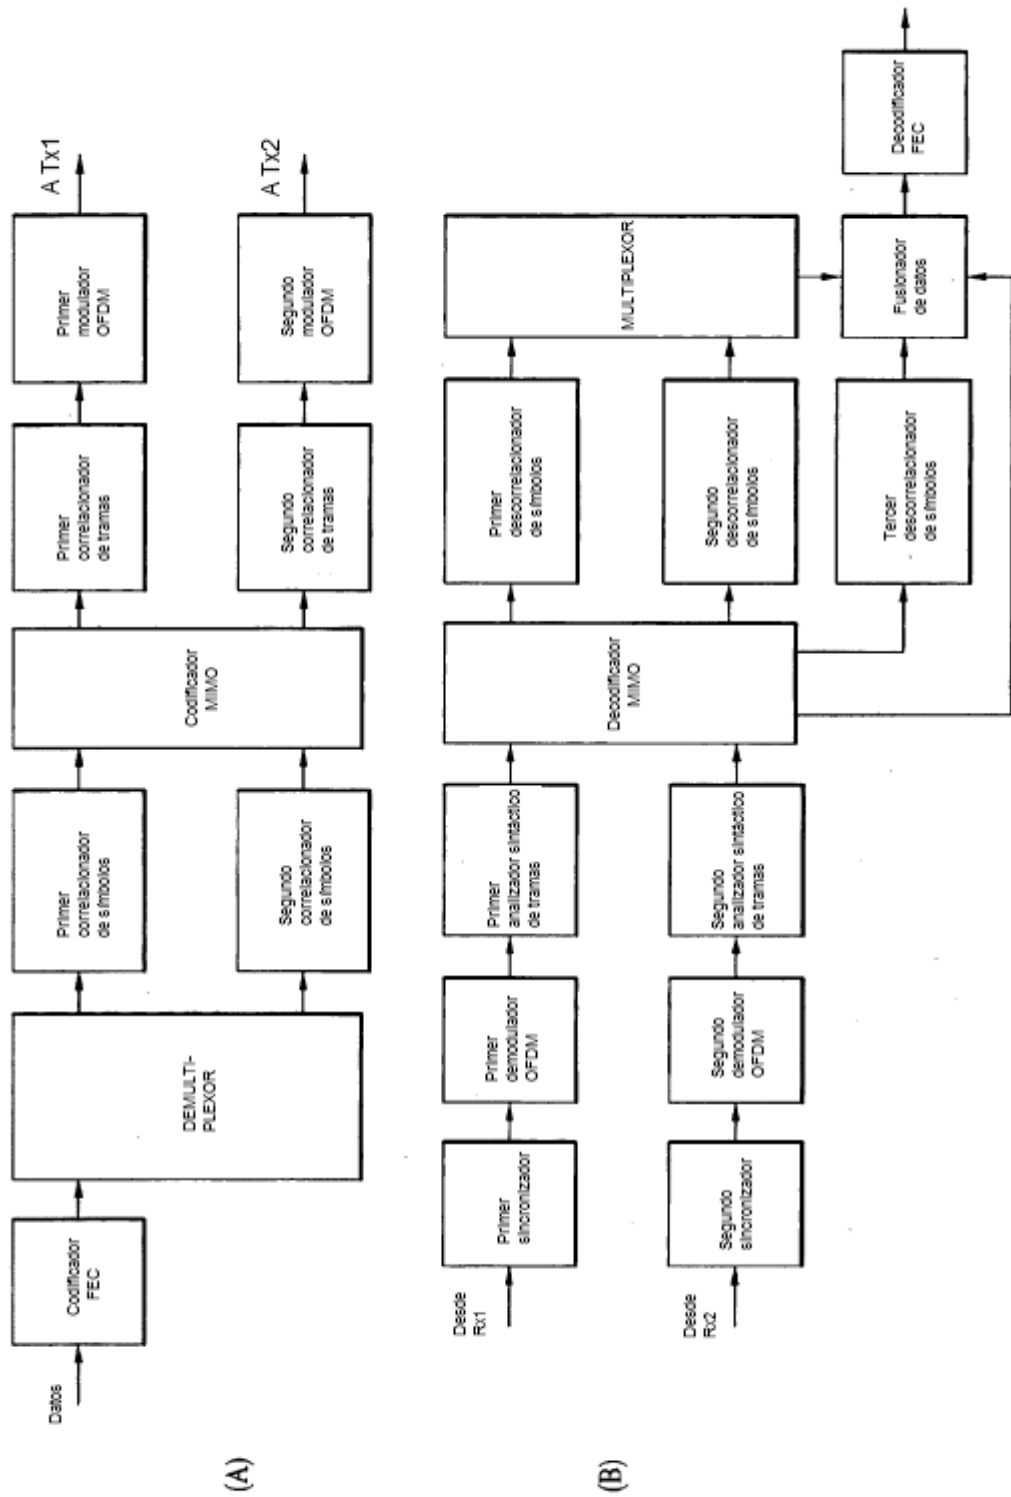 (A)
Datos
Codificador
FEC
DEMULTI-
PLEXOR
Primer
correlacionador
de símbolos
Segundo
correlacionador
de símbolos
Codificador
MIMO
Primer
correlacionador
de tramas
Segundo
correlacionador
de tramas
Primer
modulador
OFDM
Segundo
modulador
OFDM
A Tx1
A Tx2
(B)
Desde
Rx1
Desde
Rx2
Primer
sincronizador
Segundo
sincronizador
Primer
demodulador
OFDM
Segundo
demodulador
OFDM
Primer
analizador sintáctico
de tramas
Segundo
analizador sintáctico
de tramas
Decodificador
MIMO
Primer
descorrelacionador
de símbolos
Segundo
descorrelacionador
de símbolos
Tercer
descorrelacionador
de símbolos
MULTIPLEXOR
Fusionador
de datos
Decodificador
FEC